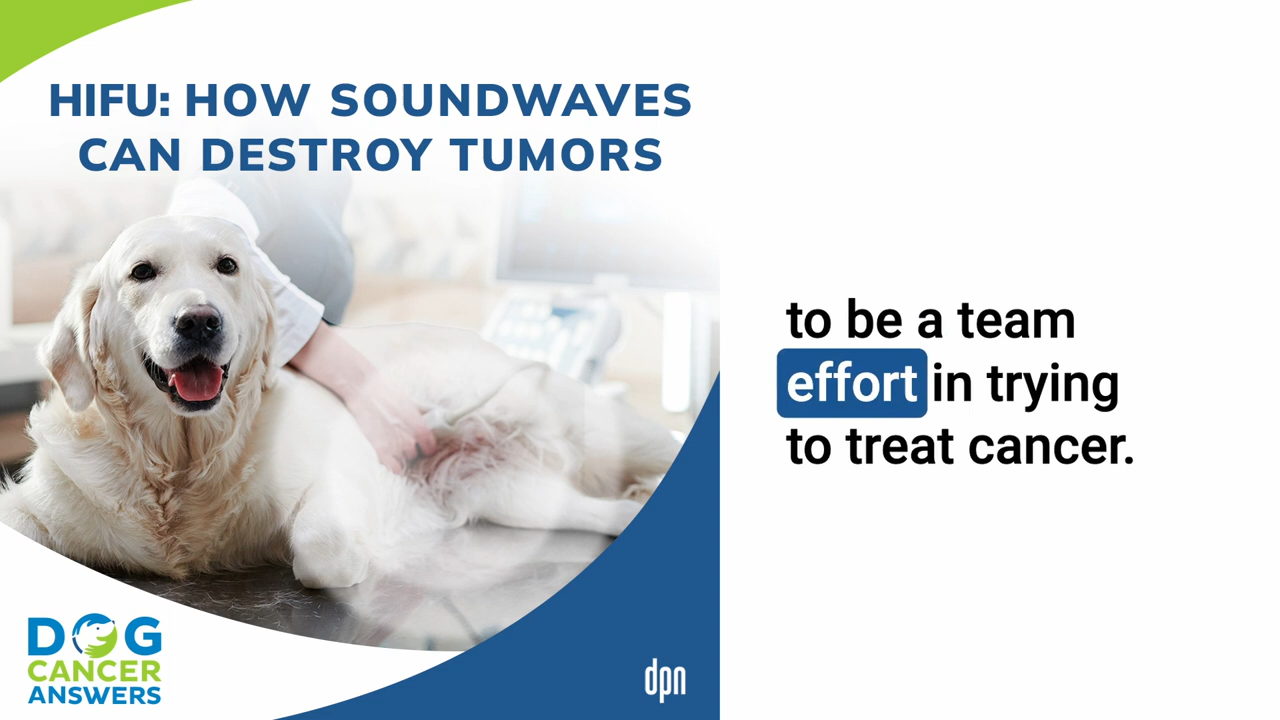 HIFU: HOW SOUNDWAVES
CAN DESTROY TUMORS
to be a team
effort in trying
to treat cancer.
DOG
CANCER
ANSWERS
dpn